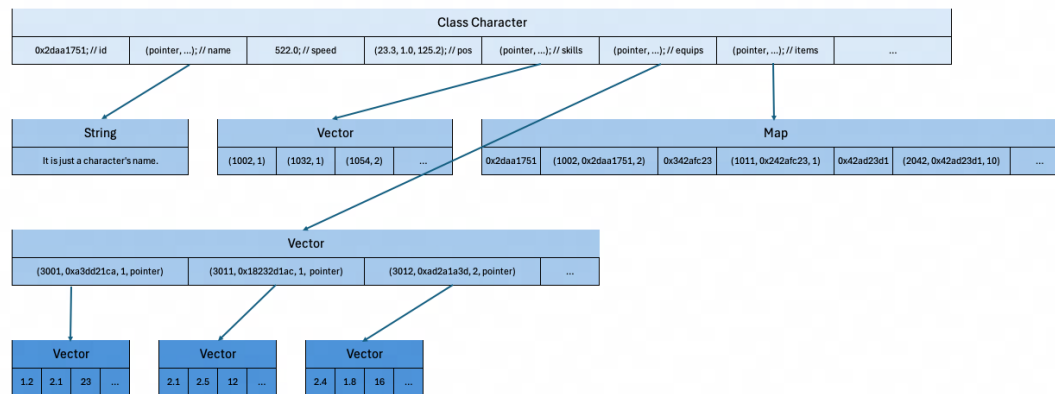 Class Character
0x2daa1751; // id (pointer, ...); // name 522.0; // speed (23.3, 1.0, 125.2); // pos (pointer, ...); // skills (pointer, ...); // equips (pointer, ...); // items ...
String Vector Map
It is just a character's name. (1002, 1) (1032, 1) (1054, 2) ... 0x2daa1751 (1002, 0x2daa1751, 2) 0x342afc23 (1011, 0x242afc23, 1) 0x42ad23d1 (2042, 0x42ad23d1, 10) ...
Vector
(3001, 0xa3dd21ca, 1, pointer) (3011, 0x18232d1ac, 1, pointer) (3012, 0xad2a1a3d, 2, pointer) ...
Vector Vector Vector
1.2 2.1 23 ... 2.1 2.5 12 ... 2.4 1.8 16 ...